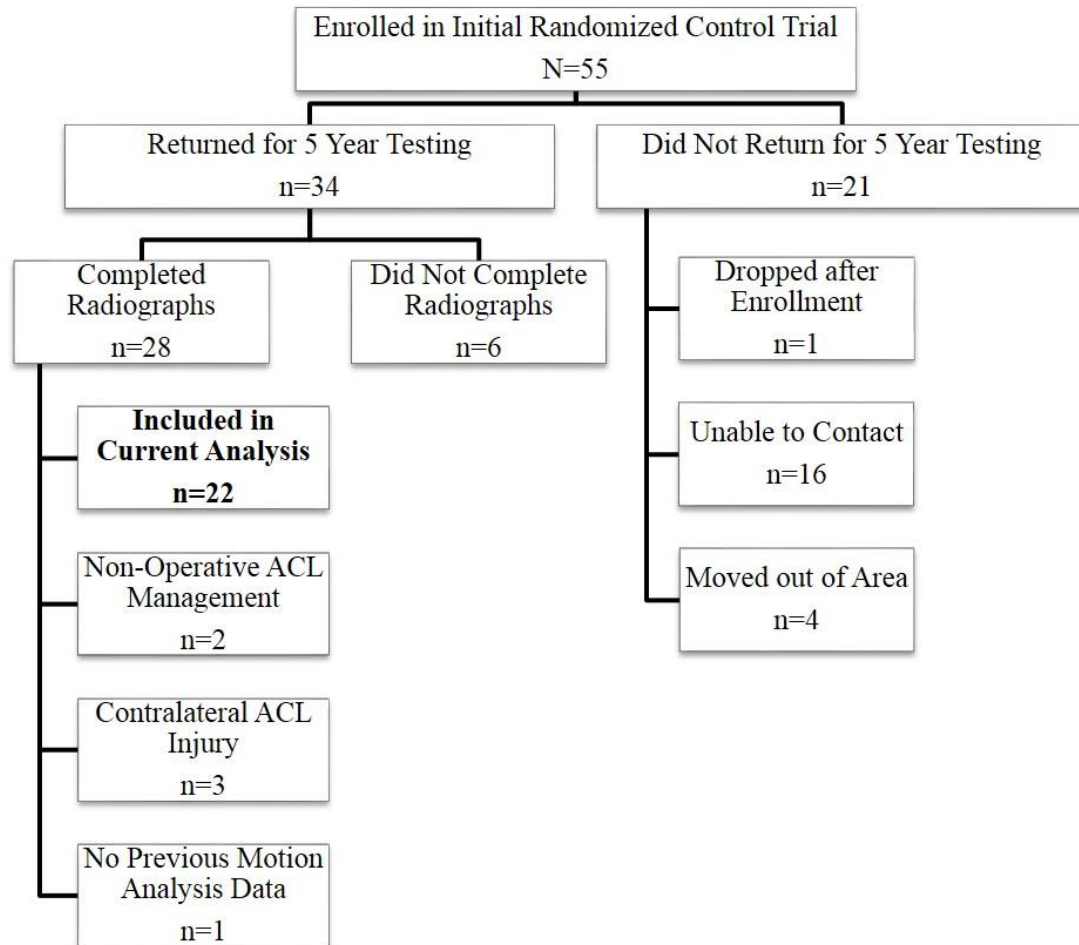 Enrolled in Initial Randomized Control Trial
N=55
Returned for 5 Year Testing
n=34
Did Not Return for 5 Year Testing
n=21
Completed
Radiographs
n=28
Did Not Complete
Radiographs
n=6
Dropped after
Enrollment
n=1
Included in
Current Analysis
n=22
Unable to Contact
n=16
Non-Operative ACL
Management
n=2
Moved out of Area
n=4
Contralateral ACL
Injury
n=3
No Previous Motion
Analysis Data
n=1